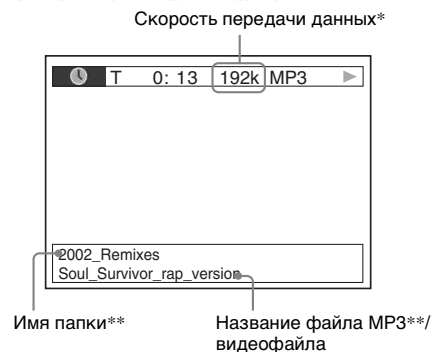 Скорость передачи данных*
T 0: 13 192k MP3
2002_Remixes
Soul_Survivor_rap_version
Имя папки**
Название файла MP3**/
видеофайла